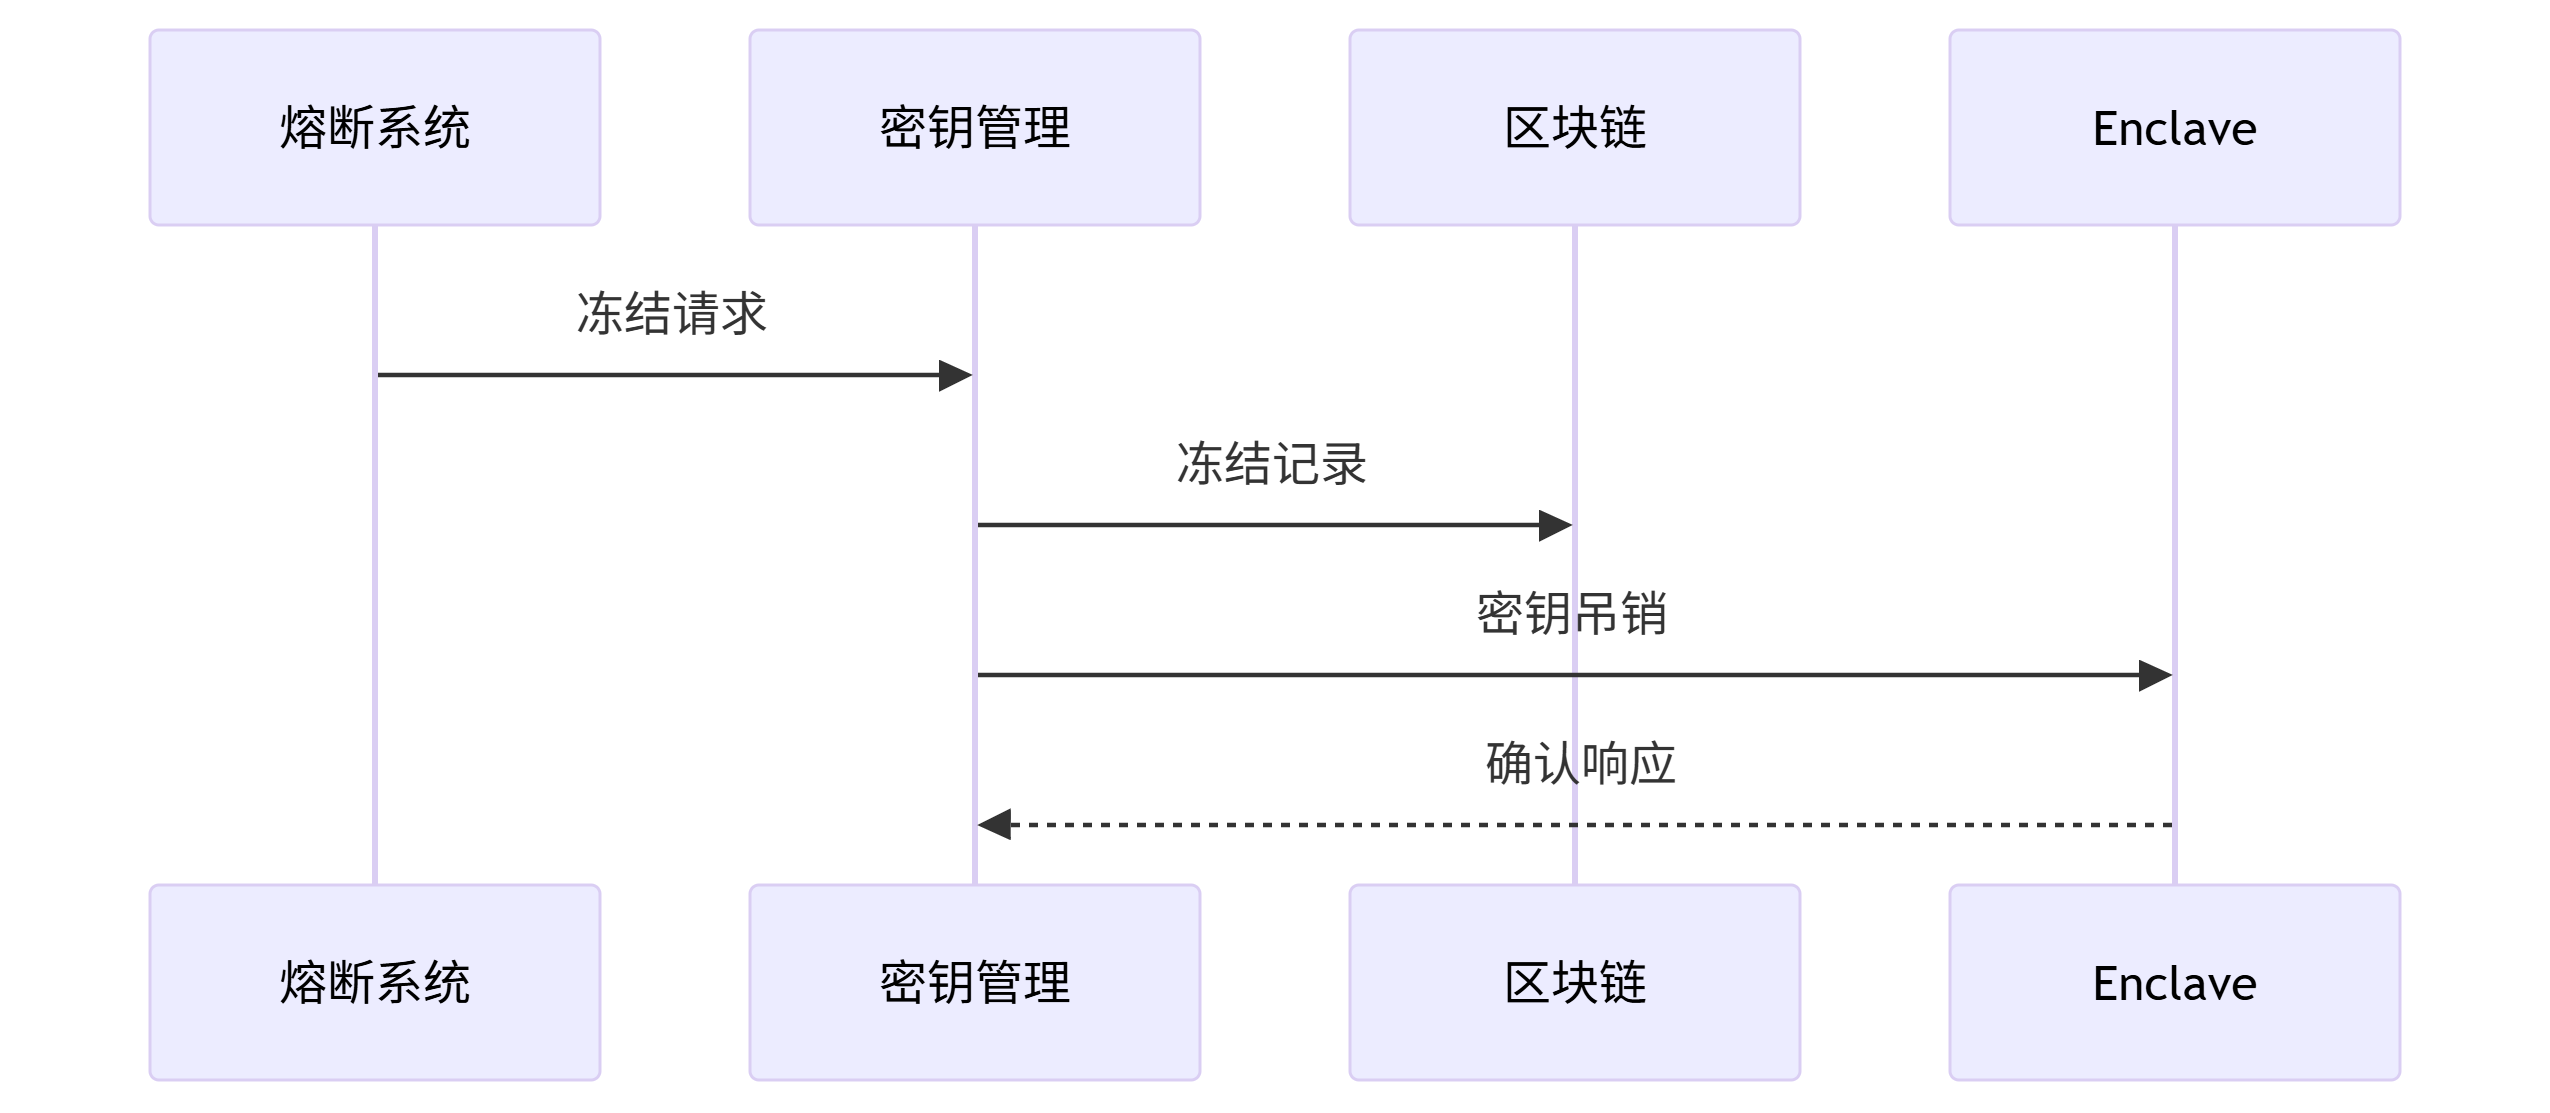 熔断系统
密钥管理
区块链
Enclave
冻结请求
冻结记录
密钥吊销
确认响应
熔断系统
密钥管理
区块链
Enclave